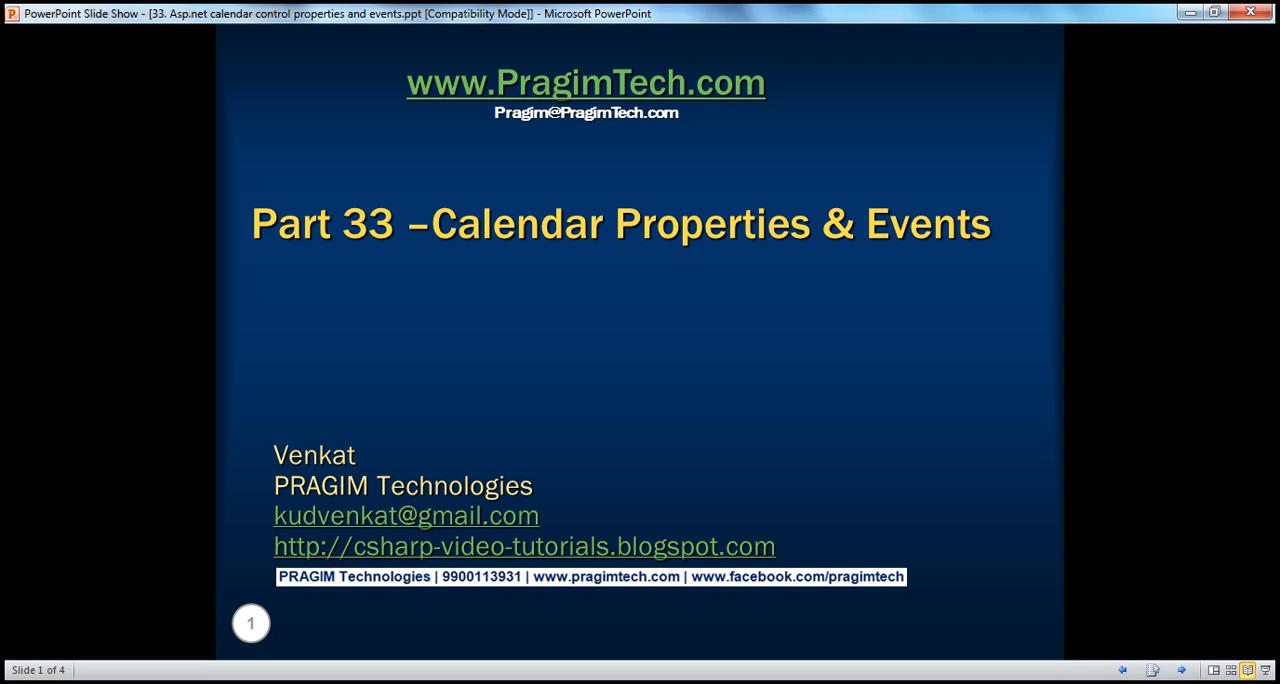 PowerPoint Slide Show - [33. Asp.net calendar control properties and events.ppt [Compatibility Mode]] - Microsoft PowerPoint
www.PragimTech.com
Pragim@PragimTech.com
Part 33 –Calendar Properties & Events
Venkat
PRAGIM Technologies
kudvenkat@gmail.com
http://csharp-video-tutorials.blogspot.com
PRAGIM Technologies | 9900113931 | www.pragimtech.com | www.facebook.com/pragimtech
1
Slide 1 of 4